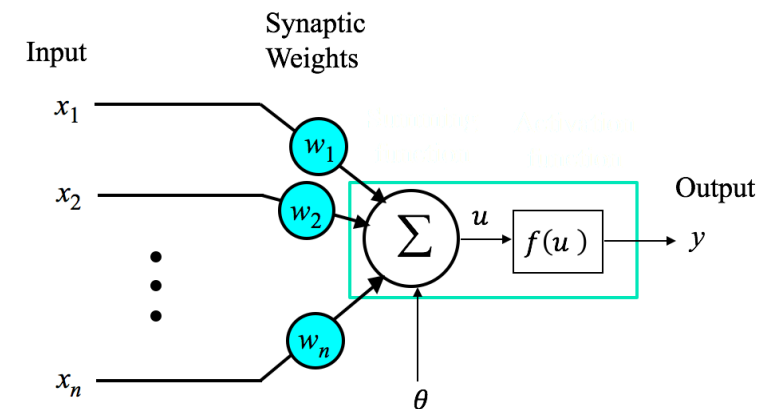 Input
Synaptic
Weights
x₁
w₁
x₂
w₂
Σ
u
f(u )
Output
y
wₙ
xₙ
θ